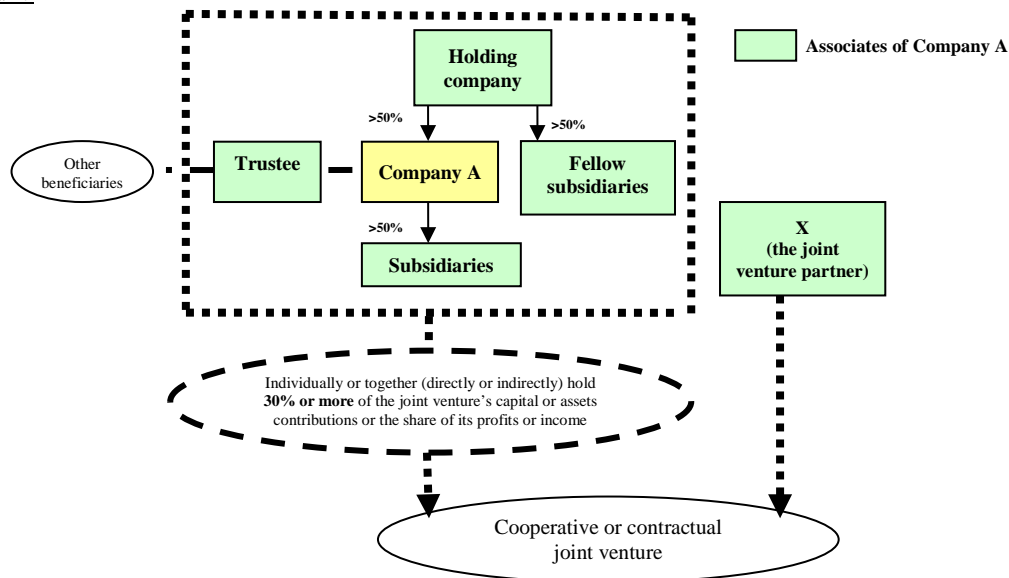 Holding
company
Associates of Company A
>50%
>50%
Other
beneficiaries
Trustee
Company A
Fellow
subsidiaries
>50%
Subsidiaries
X
(the joint
venture partner)
Individually or together (directly or indirectly) hold
30% or more of the joint venture's capital or assets
contributions or the share of its profits or income
Cooperative or contractual
joint venture